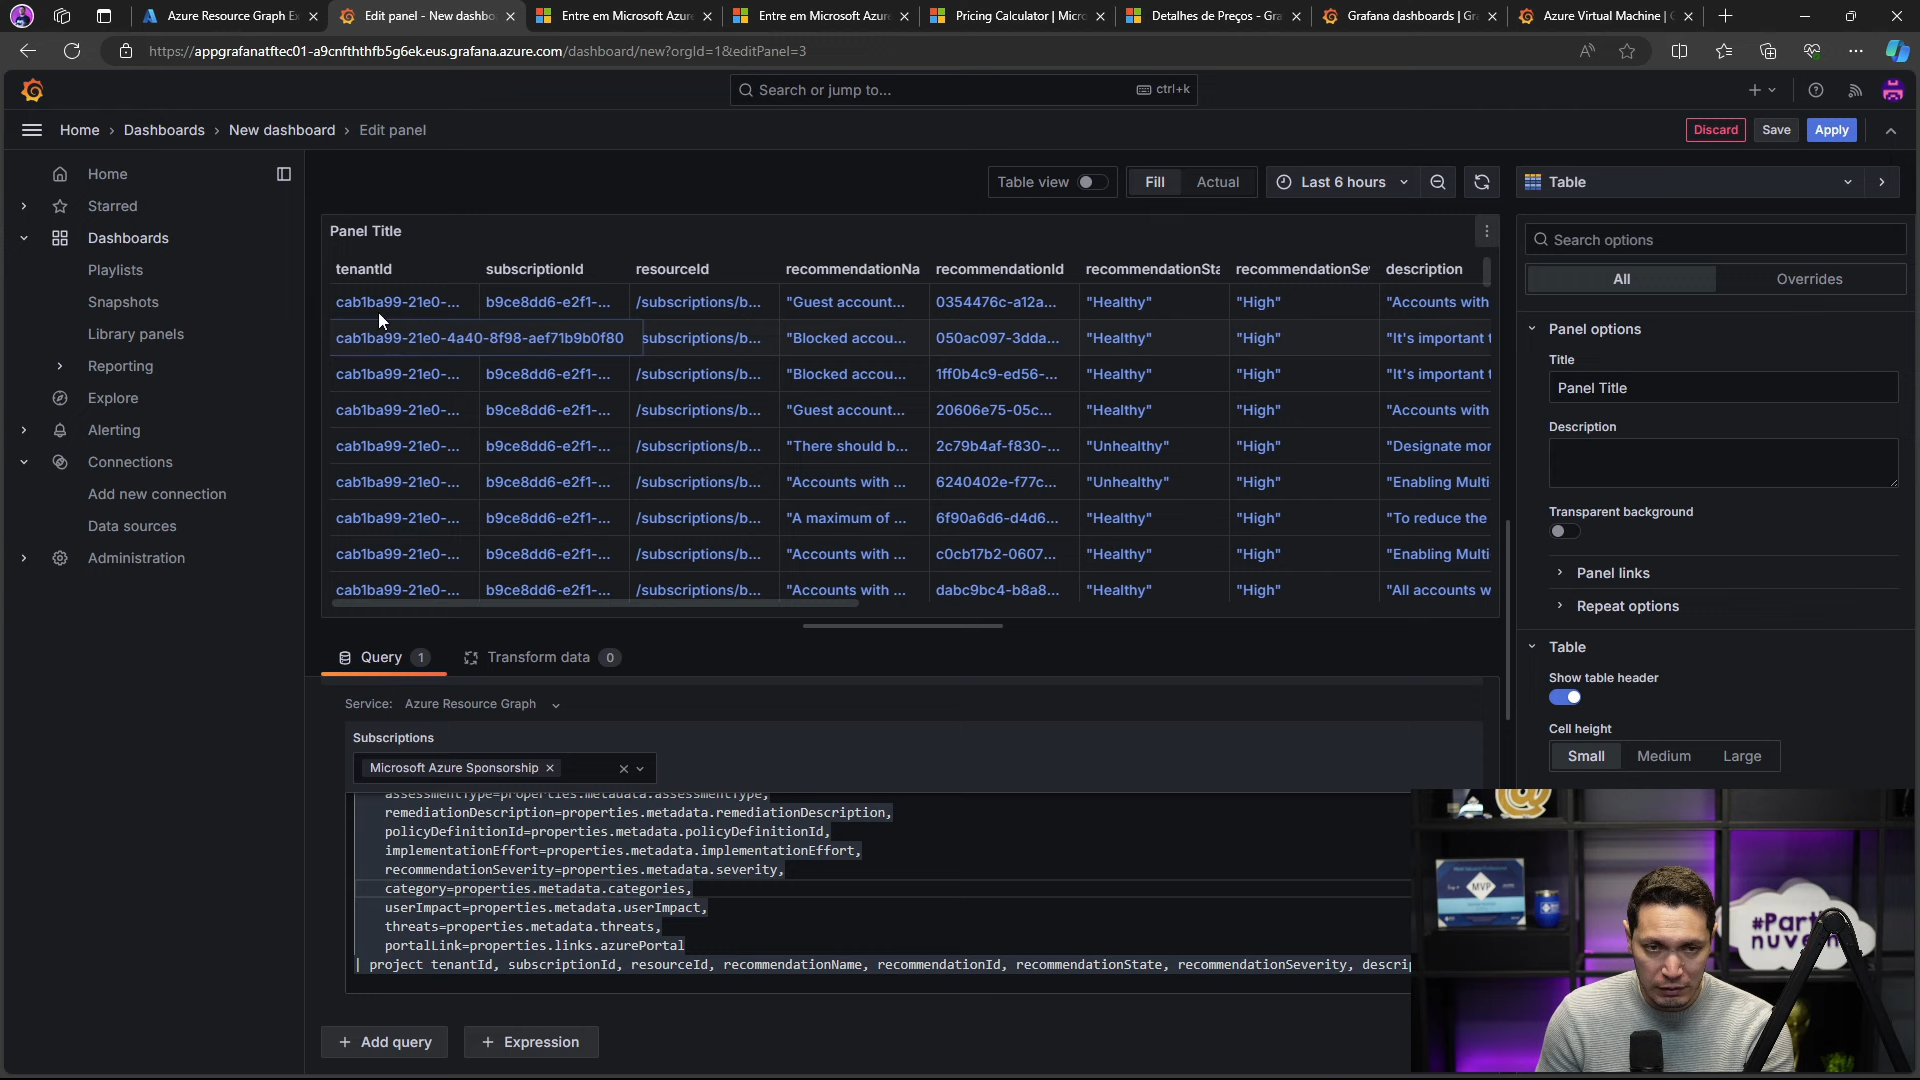 Azure Resource Graph Ex
Edit panel - New dashbo
Entre em Microsoft Azure
Entre em Microsoft Azure
Pricing Calculator | Micro
Detalhes de Preços - Gra
Grafana dashboards | Gr
Azure Virtual Machine | G
https://appgrafanatftec01-a9cnfththfb5g6ek.eus.grafana.azure.com/dashboard/new?orgId=1&editPanel=3
Search or jump to...
ctrl+k
Home > Dashboards > New dashboard > Edit panel
Discard
Save
Apply
Home
Starred
Dashboards
Playlists
Snapshots
Library panels
Reporting
Explore
Alerting
Connections
Add new connection
Data sources
Administration
Table view
Fill
Actual
Last 6 hours
Panel Title
tenantId subscriptionId resourceId recommendationNa recommendationId recommendationSta recommendationSe description
cab1ba99-21e0-... b9ce8dd6-e2f1-... /subscriptions/b... "Guest account... 0354476c-a12a... "Healthy" "High" "Accounts with
cab1ba99-21e0-4a40-8f98-aef71b9b0f80 subscriptions/b... "Blocked accou... 050ac097-3dda... "Healthy" "High" "It's important t
cab1ba99-21e0-... b9ce8dd6-e2f1-... /subscriptions/b... "Blocked accou... 1ff0b4c9-ed56-... "Healthy" "High" "It's important t
cab1ba99-21e0-... b9ce8dd6-e2f1-... /subscriptions/b... "Guest account... 20606e75-05c... "Healthy" "High" "Accounts with
cab1ba99-21e0-... b9ce8dd6-e2f1-... /subscriptions/b... "There should b... 2c79b4af-f830-... "Unhealthy" "High" "Designate mor
cab1ba99-21e0-... b9ce8dd6-e2f1-... /subscriptions/b... "Accounts with ... 6240402e-f77c... "Unhealthy" "High" "Enabling Multi
cab1ba99-21e0-... b9ce8dd6-e2f1-... /subscriptions/b... "A maximum of ... 6f90a6d6-d4d6... "Healthy" "High" "To reduce the
cab1ba99-21e0-... b9ce8dd6-e2f1-... /subscriptions/b... "Accounts with ... c0cb17b2-0607... "Healthy" "High" "Enabling Multi
cab1ba99-21e0-... b9ce8dd6-e2f1-... /subscriptions/b... "Accounts with ... dabc9bc4-b8a8... "Healthy" "High" "All accounts w
Query 1
Transform data 0
Service: Azure Resource Graph
Subscriptions
Microsoft Azure Sponsorship
assessmentType=properties.metadata.assessmentType,
remediationDescription=properties.metadata.remediationDescription,
policyDefinitionId=properties.metadata.policyDefinitionId,
implementationEffort=properties.metadata.implementationEffort,
recommendationSeverity=properties.metadata.severity,
category=properties.metadata.categories,
userImpact=properties.metadata.userImpact,
threats=properties.metadata.threats,
portalLink=properties.links.azurePortal
| project tenantId, subscriptionId, resourceId, recommendationName, recommendationId, recommendationState, recommendationSeverity, descrip
+ Add query
+ Expression
Table
Search options
All
Overrides
Panel options
Title
Panel Title
Description
Transparent background
Panel links
Repeat options
Table
Show table header
Cell height
Small
Medium
Large
MVP
#Parti
nuvem